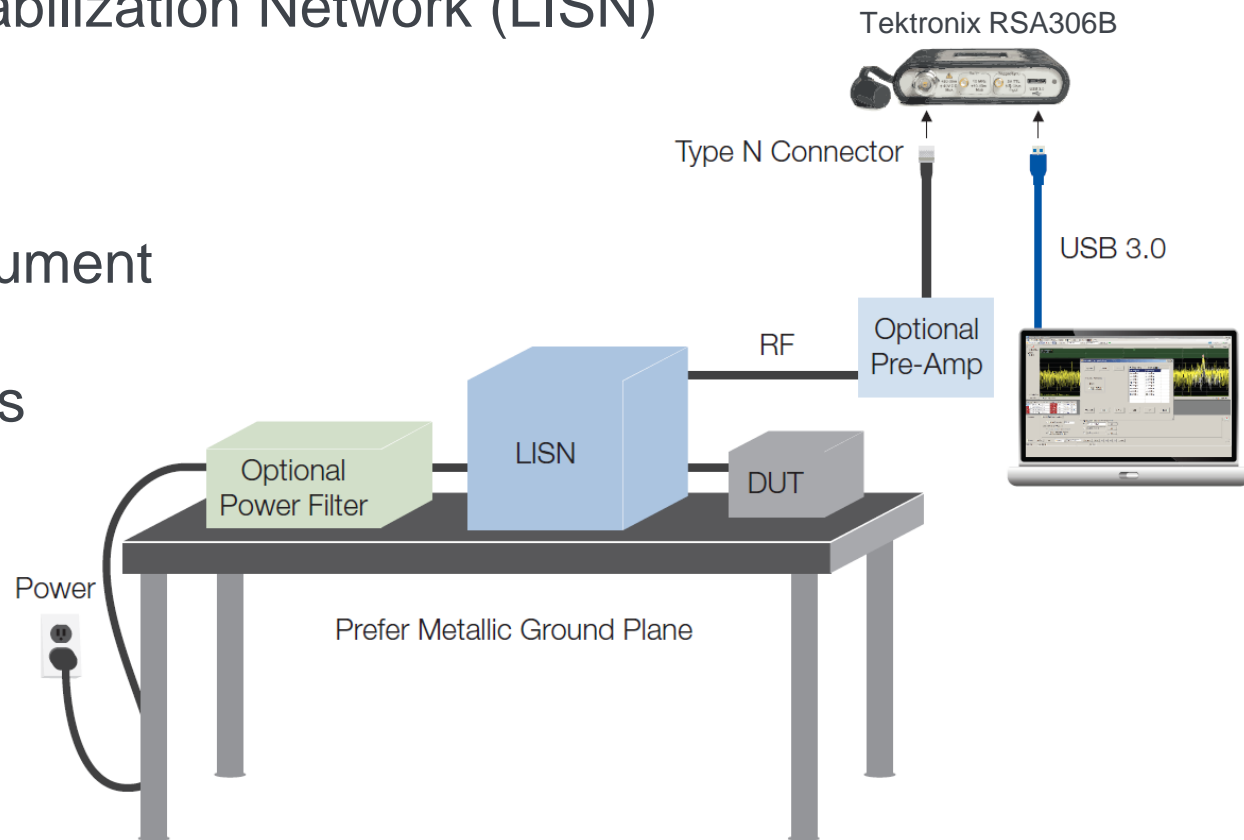 abilization Network (LISN)
Tektronix RSA306B
Type N Connector
ument
USB 3.0
s
RF
Optional
Pre-Amp
LISN
Optional
Power Filter
DUT
Power
Prefer Metallic Ground Plane